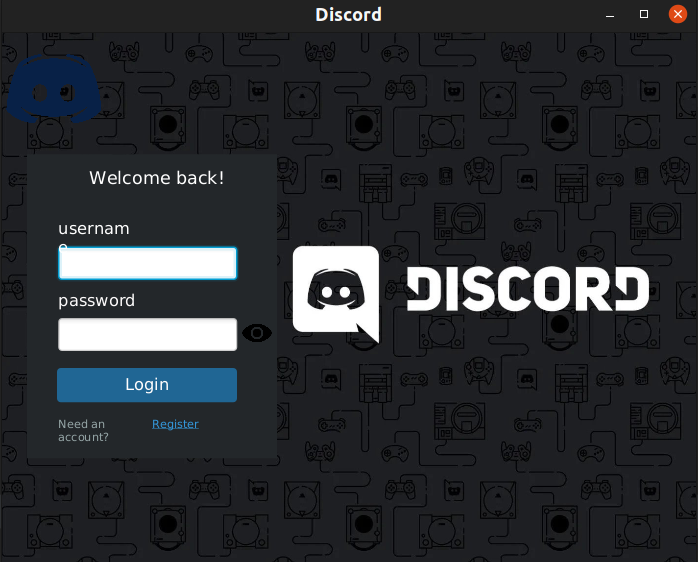 Discord
Welcome back!
usernam
e
password
Login
Need an Register
account?
DISCORD